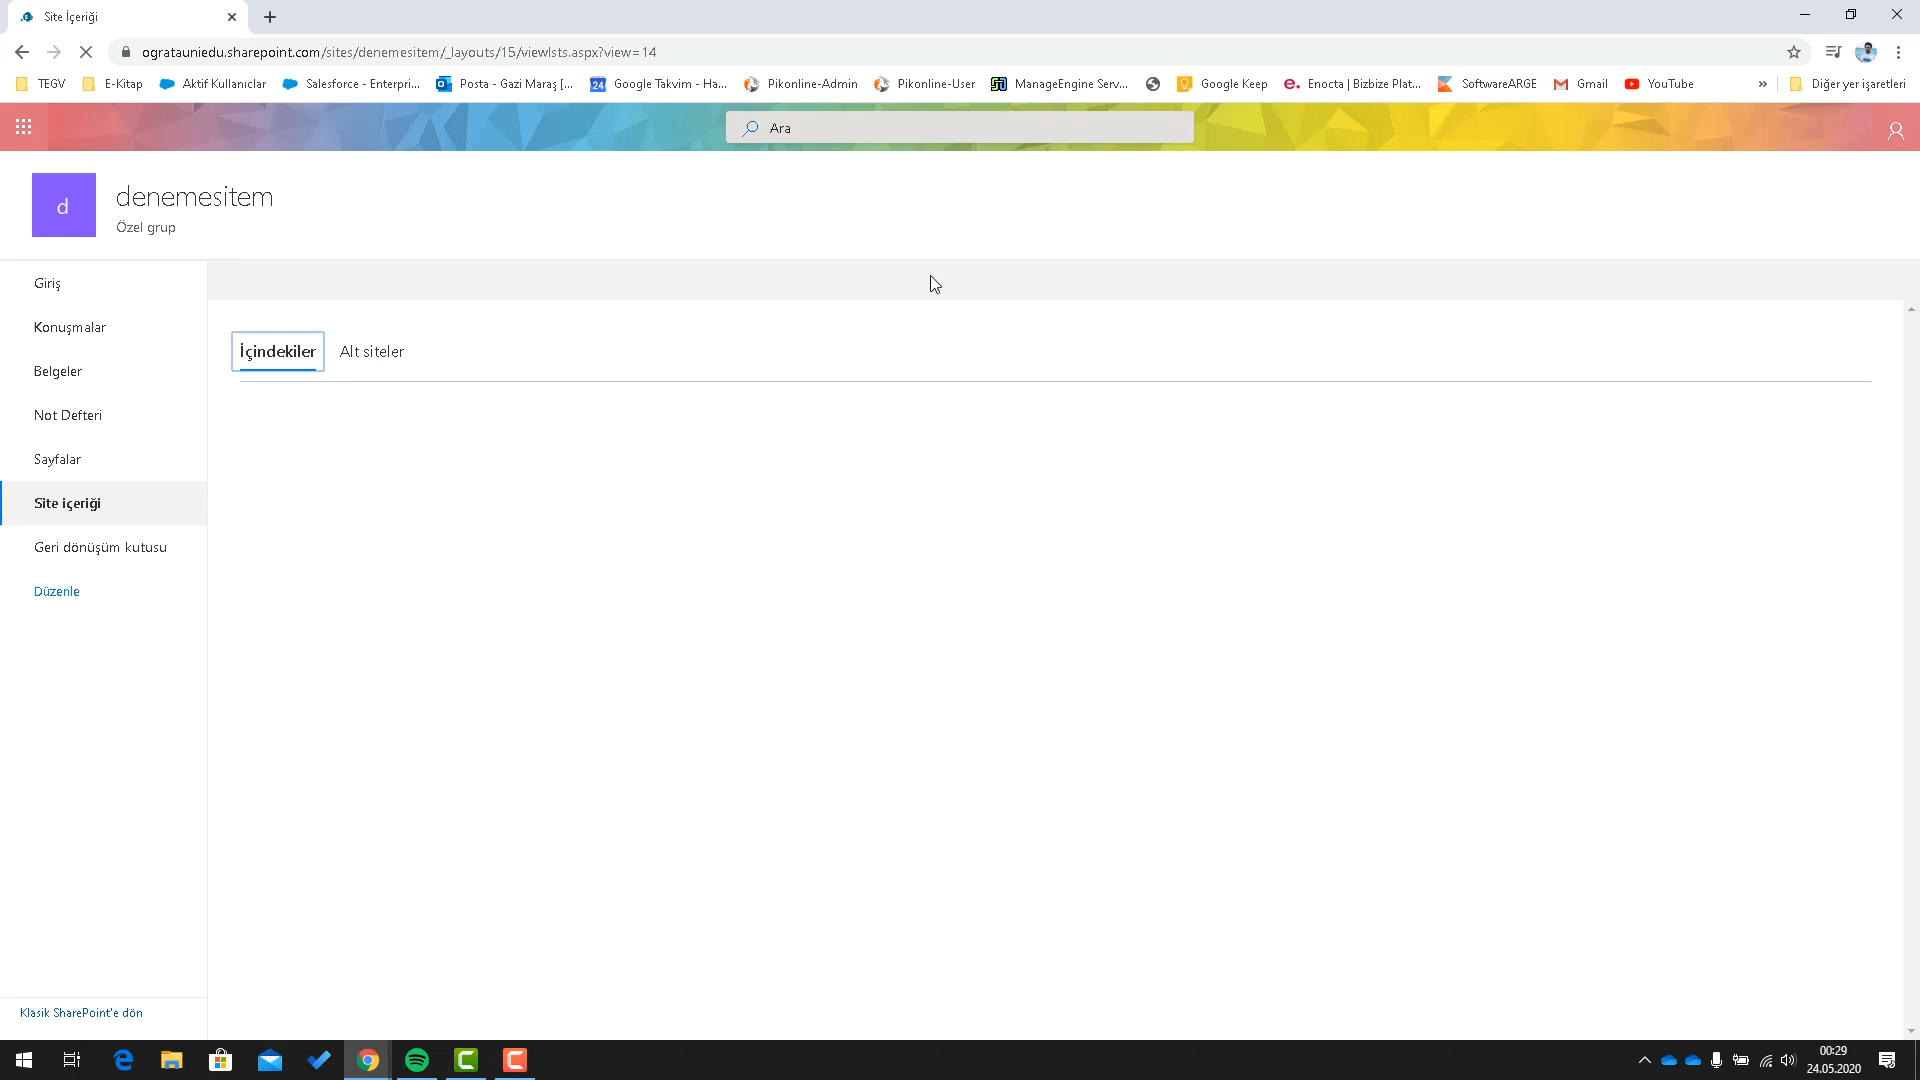 Site İçeriği
ogratauniedu.sharepoint.com/sites/denemesitem/_layouts/15/viewlsts.aspx?view=14
TEGV
E-Kitap
Aktif Kullanıclar
Salesforce - Enterpri...
Posta - Gazi Maraş [...
24
Google Takvim - Ha...
Pikonline-Admin
Pikonline-User
ManageEngine Serv...
Google Keep
e. Enocta | Bizbize Plat...
SoftwareARGE
Gmail
YouTube
»
Diğer yer işaretleri
Ara
d
denemesitem
Özel grup
Giriş
Konuşmalar
Belgeler
Not Defteri
Sayfalar
Site içeriği
Geri dönüşüm kutusu
Düzenle
İçindekiler
Alt siteler
Klasik SharePoint'e dön
00:29
24.05.2020